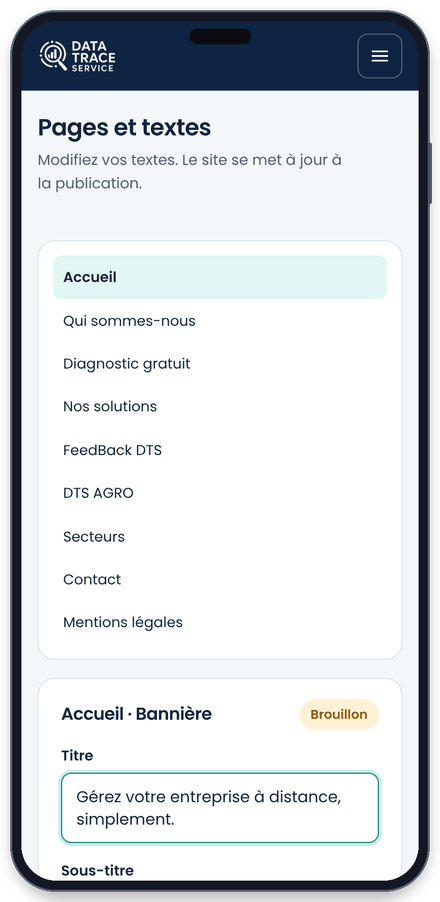 DATA
TRACE
SERVICE
Pages et textes
Modifiez vos textes. Le site se met à jour à
la publication.
Accueil
Qui sommes-nous
Diagnostic gratuit
Nos solutions
FeedBack DTS
DTS AGRO
Secteurs
Contact
Mentions légales
Accueil · Bannière
Brouillon
Titre
Gérez votre entreprise à distance,
simplement.
Sous-titre